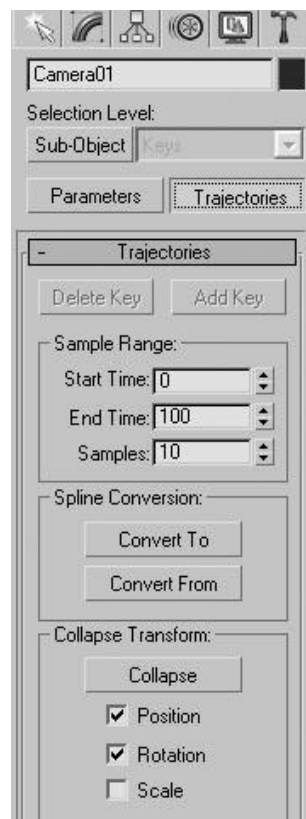 Camera01
Selection Level:
Sub-Object Keys
Parameters Trajectories
- Trajectories
Delete Key Add Key
Sample Range:
Start Time: 0
End Time: 100
Samples: 10
Spline Conversion:
Convert To
Convert From
Collapse Transform:
Collapse
Position
Rotation
Scale